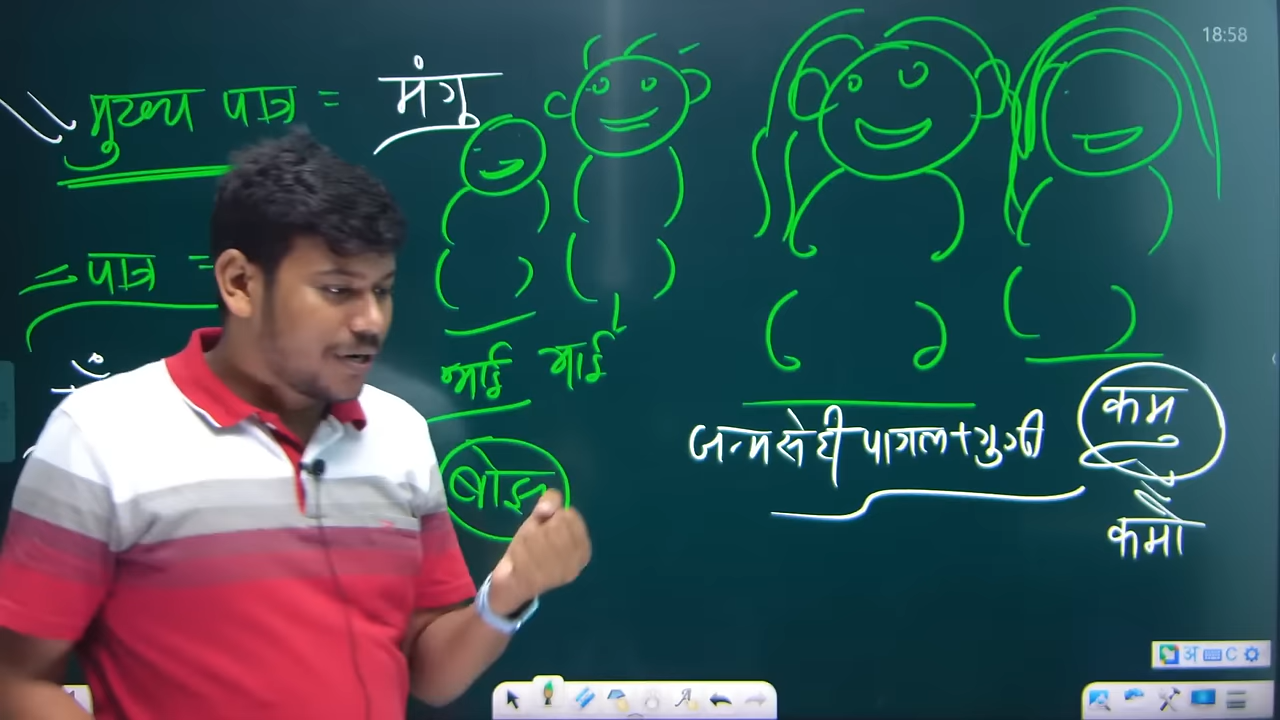 18:58
मुख्य पात्र = मंगू
= पात्र =
भाई भाई
जन्म से ही पागल + गुगी
कमु
बोझ
कमो